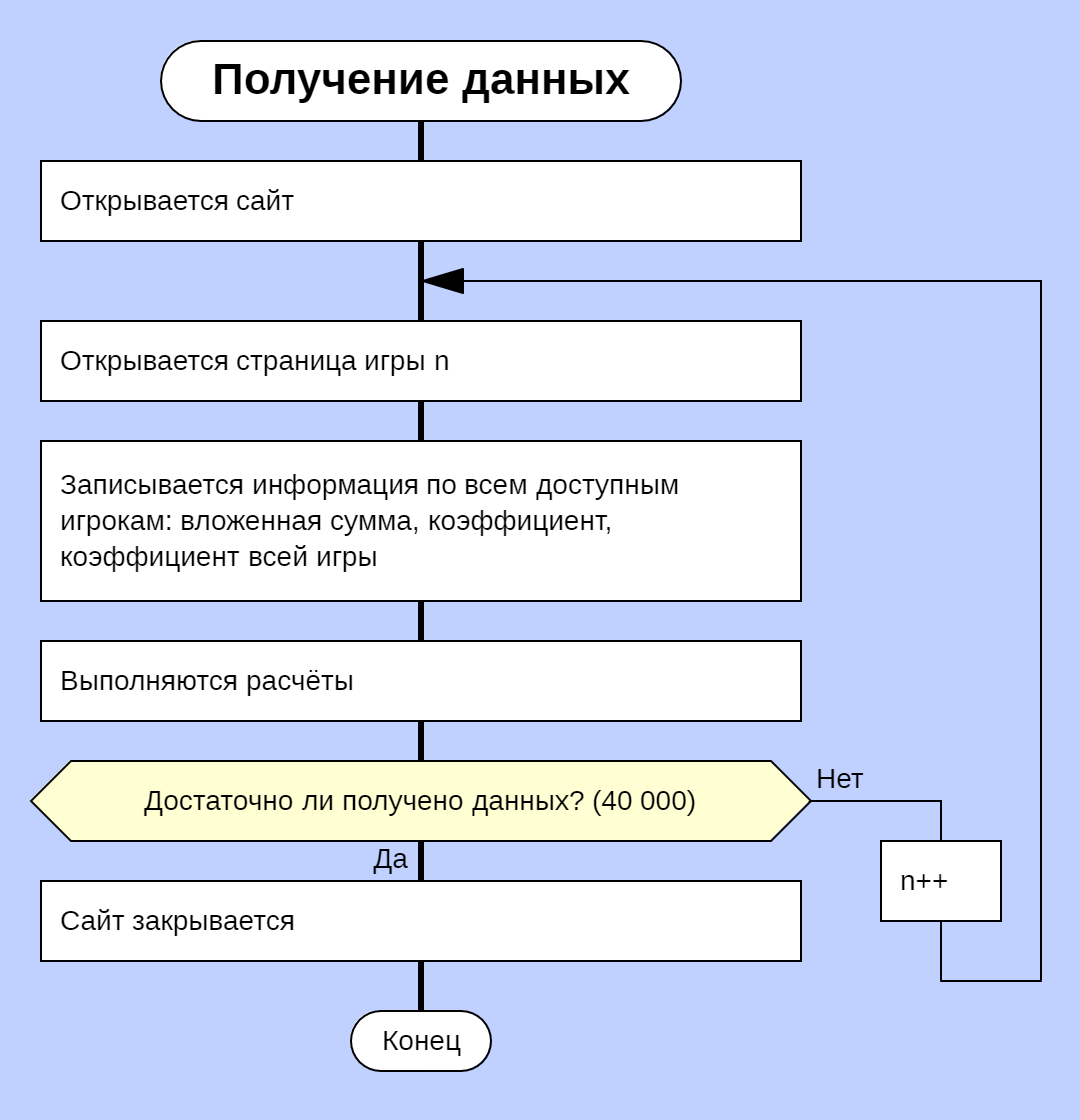 Получение данных
Открывается сайт
Открывается страница игры n
Записывается информация по всем доступным
игрокам: вложенная сумма, коэффициент,
коэффициент всей игры
Выполняются расчёты
Достаточно ли получено данных? (40 000)
Нет
Да
n++
Сайт закрывается
Конец